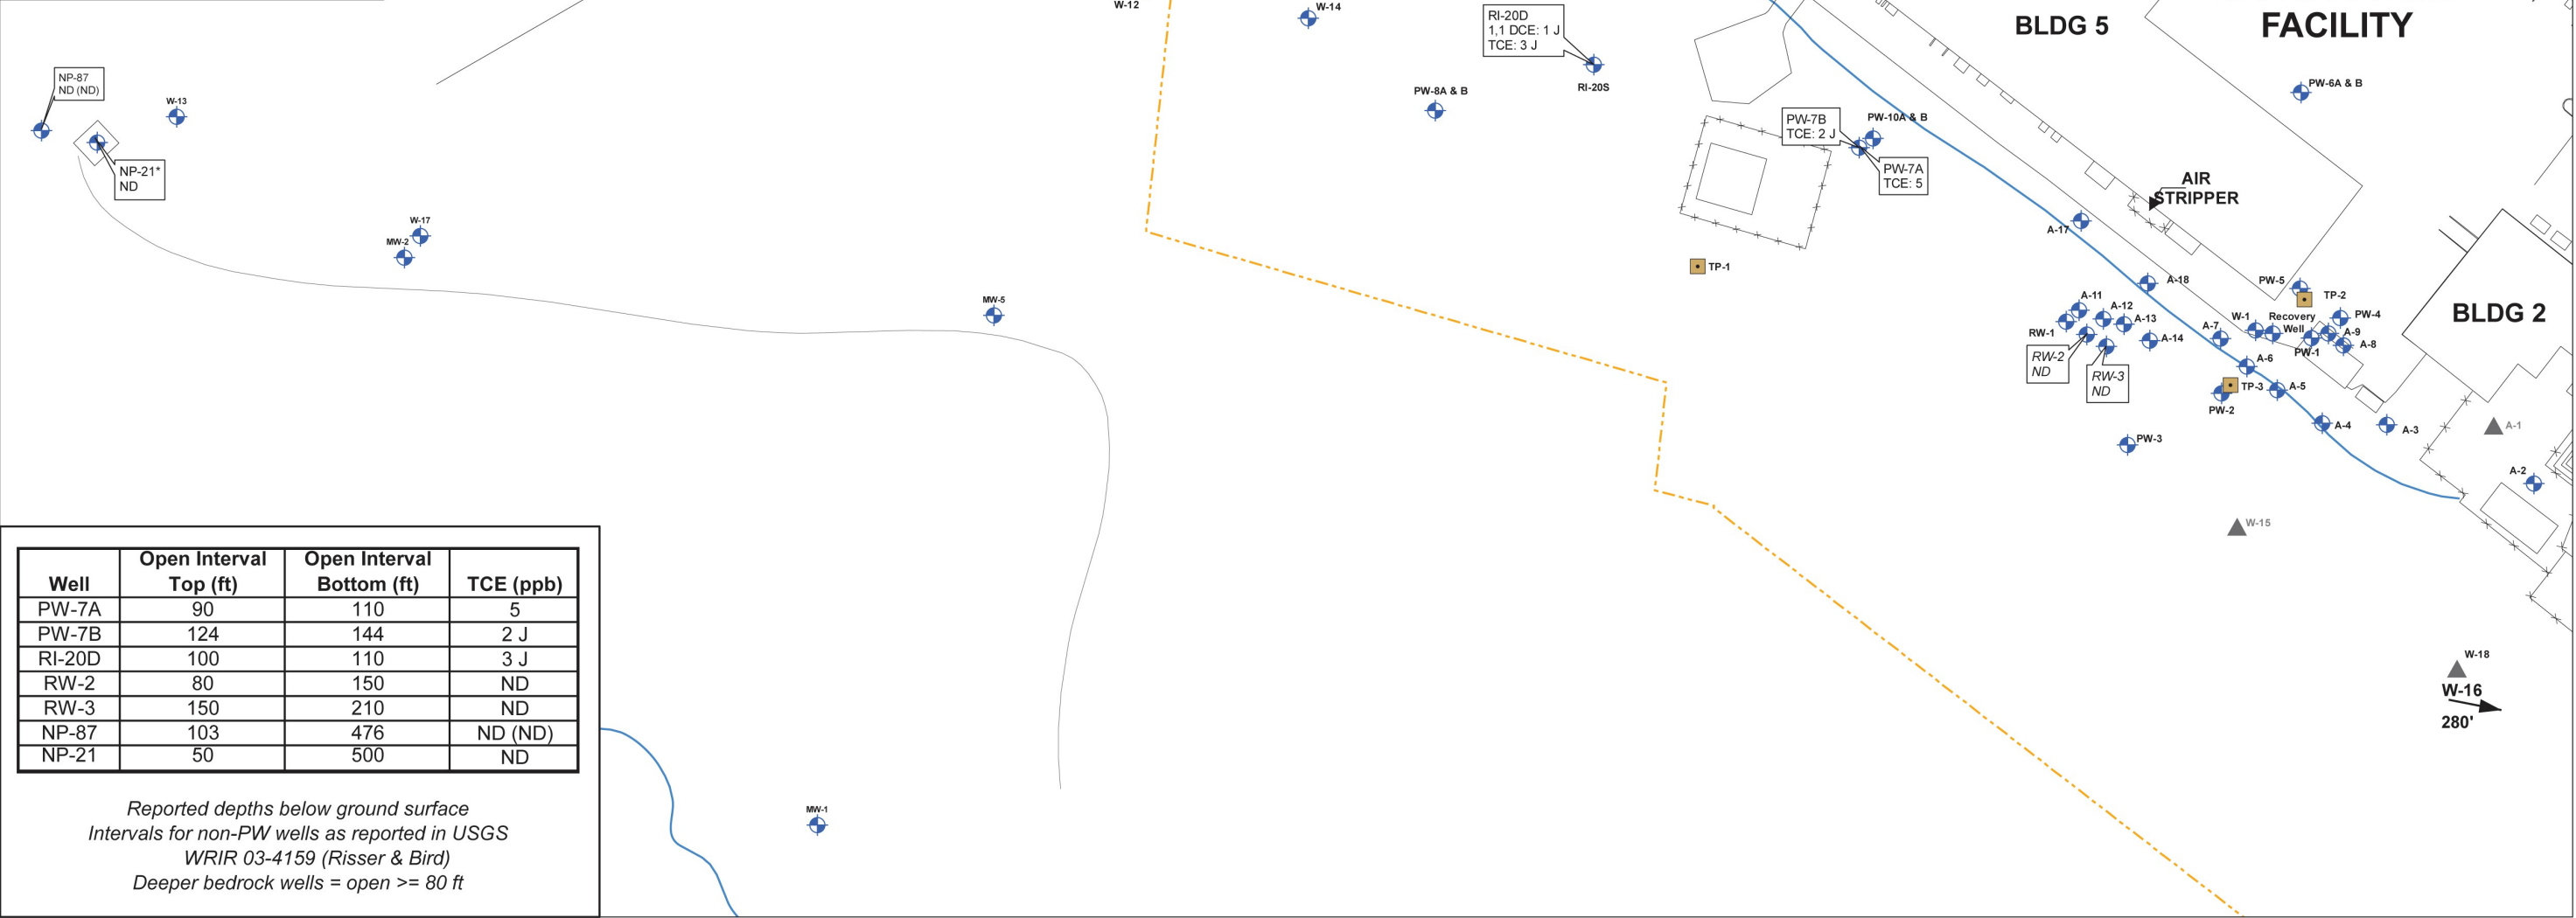 W-12
W-14
RI-20D
1,1 DCE: 1 J
TCE: 3 J
RI-20S
BLDG 5
FACILITY
NP-87
ND (ND)
W-13
NP-21*
ND
PW-8A & B
PW-6A & B
PW-7B
TCE: 2 J
PW-10A & B
PW-7A
TCE: 5
AIR
STRIPPER
W-17
MW-2
A-17
TP-1
MW-5
A-18
PW-5
TP-2
BLDG 2
A-11
A-12
A-13
A-14
RW-1
RW-2
ND
RW-3
ND
A-7
W-1
Recovery
Well
PW-4
A-9
A-8
PW-1
A-6
TP-3
A-5
PW-2
A-4
A-3
A-1
PW-3
A-2
W-15
W-18
W-16
280'
MW-1
Well Open Interval Top (ft) Open Interval Bottom (ft) TCE (ppb)
PW-7A 90 110 5
PW-7B 124 144 2 J
RI-20D 100 110 3 J
RW-2 80 150 ND
RW-3 150 210 ND
NP-87 103 476 ND (ND)
NP-21 50 500 ND
Reported depths below ground surface
Intervals for non-PW wells as reported in USGS
WRIR 03-4159 (Risser & Bird)
Deeper bedrock wells = open >= 80 ft